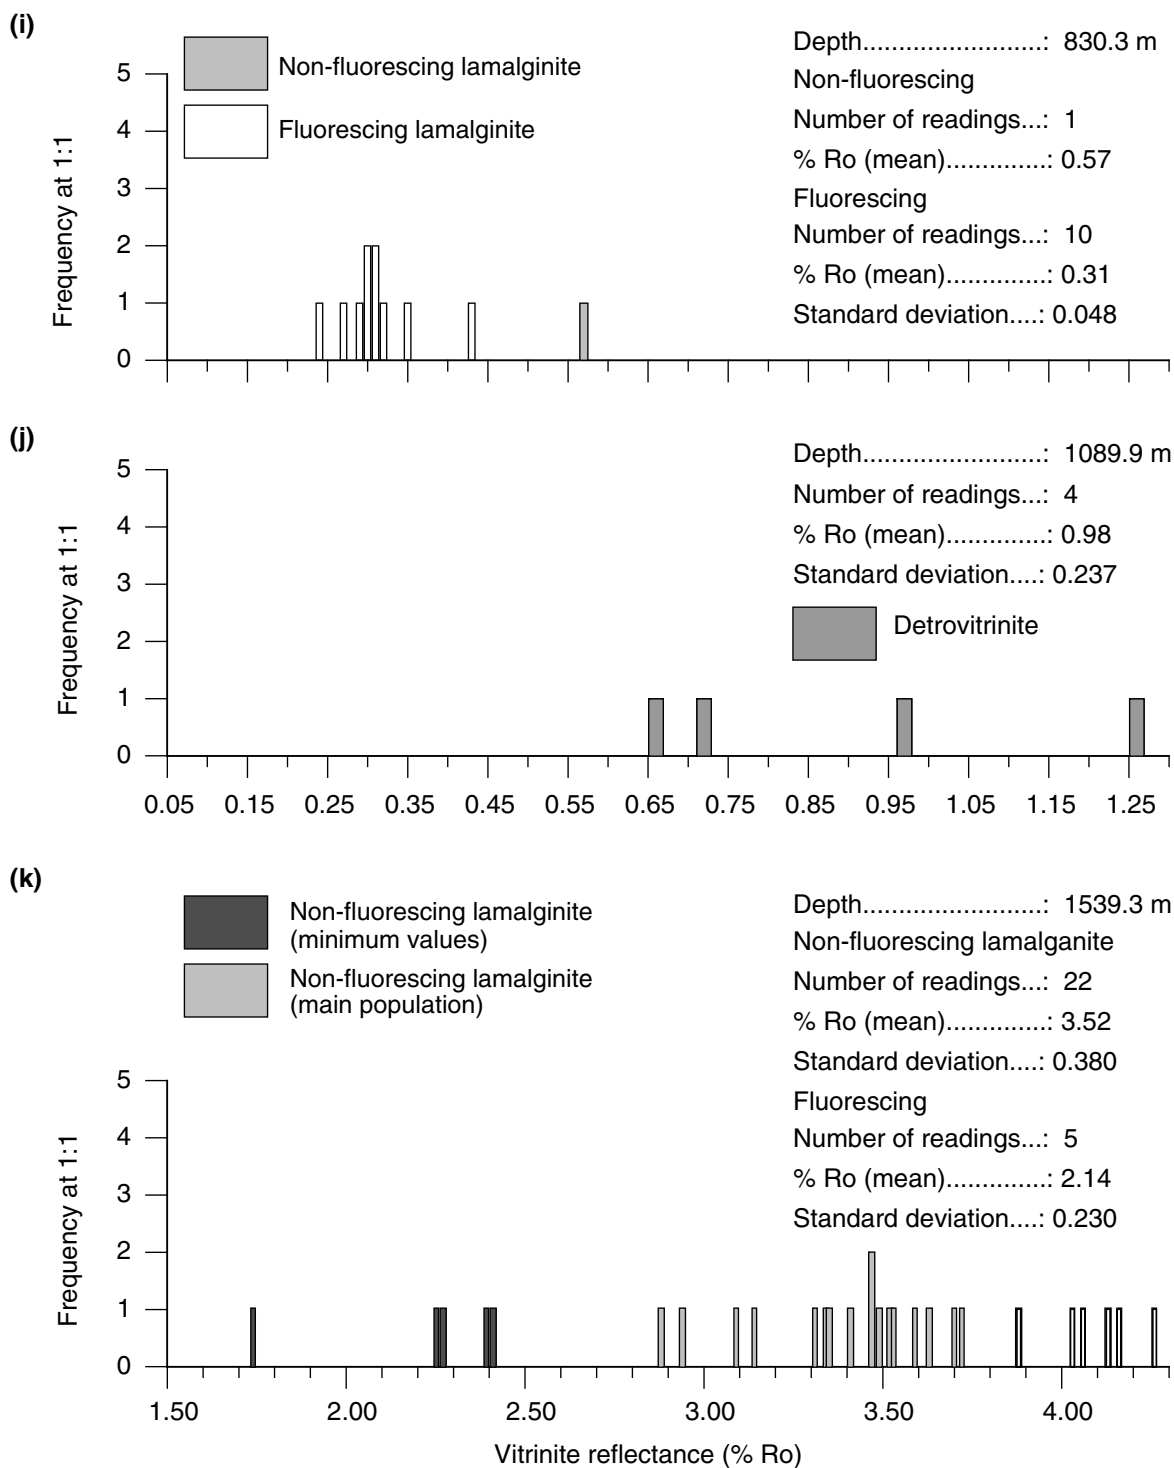 (i)
Non-fluorescing lamalginite
Fluorescing lamalginite
Depth.........................: 830.3 m
Non-fluorescing
Number of readings...: 1
% Ro (mean)..............: 0.57
Fluorescing
Number of readings...: 10
% Ro (mean)..............: 0.31
Standard deviation....: 0.048
Frequency at 1:1
5
4
3
2
1
0
(j)
Depth.........................: 1089.9 m
Number of readings...: 4
% Ro (mean)..............: 0.98
Standard deviation....: 0.237
Detrovitrinite
Frequency at 1:1
5
4
3
2
1
0
0.05 0.15 0.25 0.35 0.45 0.55 0.65 0.75 0.85 0.95 1.05 1.15 1.25
(k)
Non-fluorescing lamalginite
(minimum values)
Non-fluorescing lamalginite
(main population)
Depth.........................: 1539.3 m
Non-fluorescing lamalganite
Number of readings...: 22
% Ro (mean)..............: 3.52
Standard deviation....: 0.380
Fluorescing
Number of readings...: 5
% Ro (mean)..............: 2.14
Standard deviation....: 0.230
Frequency at 1:1
5
4
3
2
1
0
1.50 2.00 2.50 3.00 3.50 4.00
Vitrinite reflectance (% Ro)